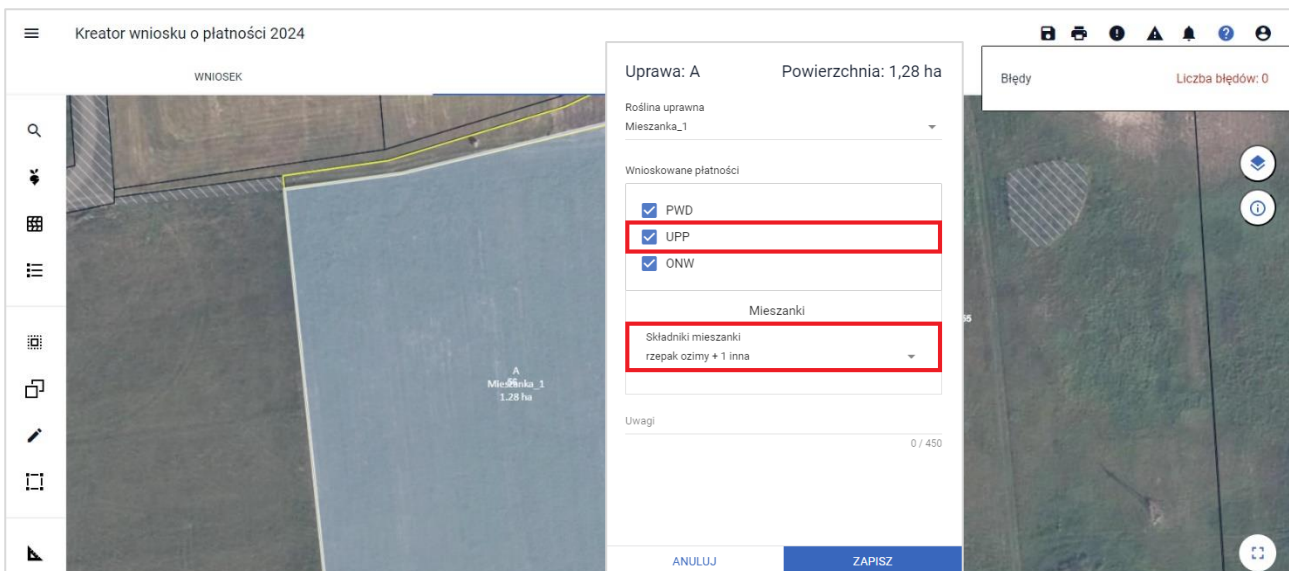 Kreator wniosku o płatności 2024
WNIOSEK
Błędy
Liczba błędów: 0
Uprawa: A
Powierzchnia: 1,28 ha
Roślina uprawna
Mieszanka_1
Wnioskowane płatności
PWD
UPP
ONW
Mieszanki
Składniki mieszanki
rzepak ozimy + 1 inna
Uwagi
0 / 450
ANULUJ
ZAPISZ
A
Mieszanka_1
1.28 ha